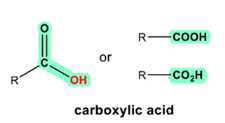 O
C
R
OH
or
R—COOH
R—CO₂H
carboxylic acid